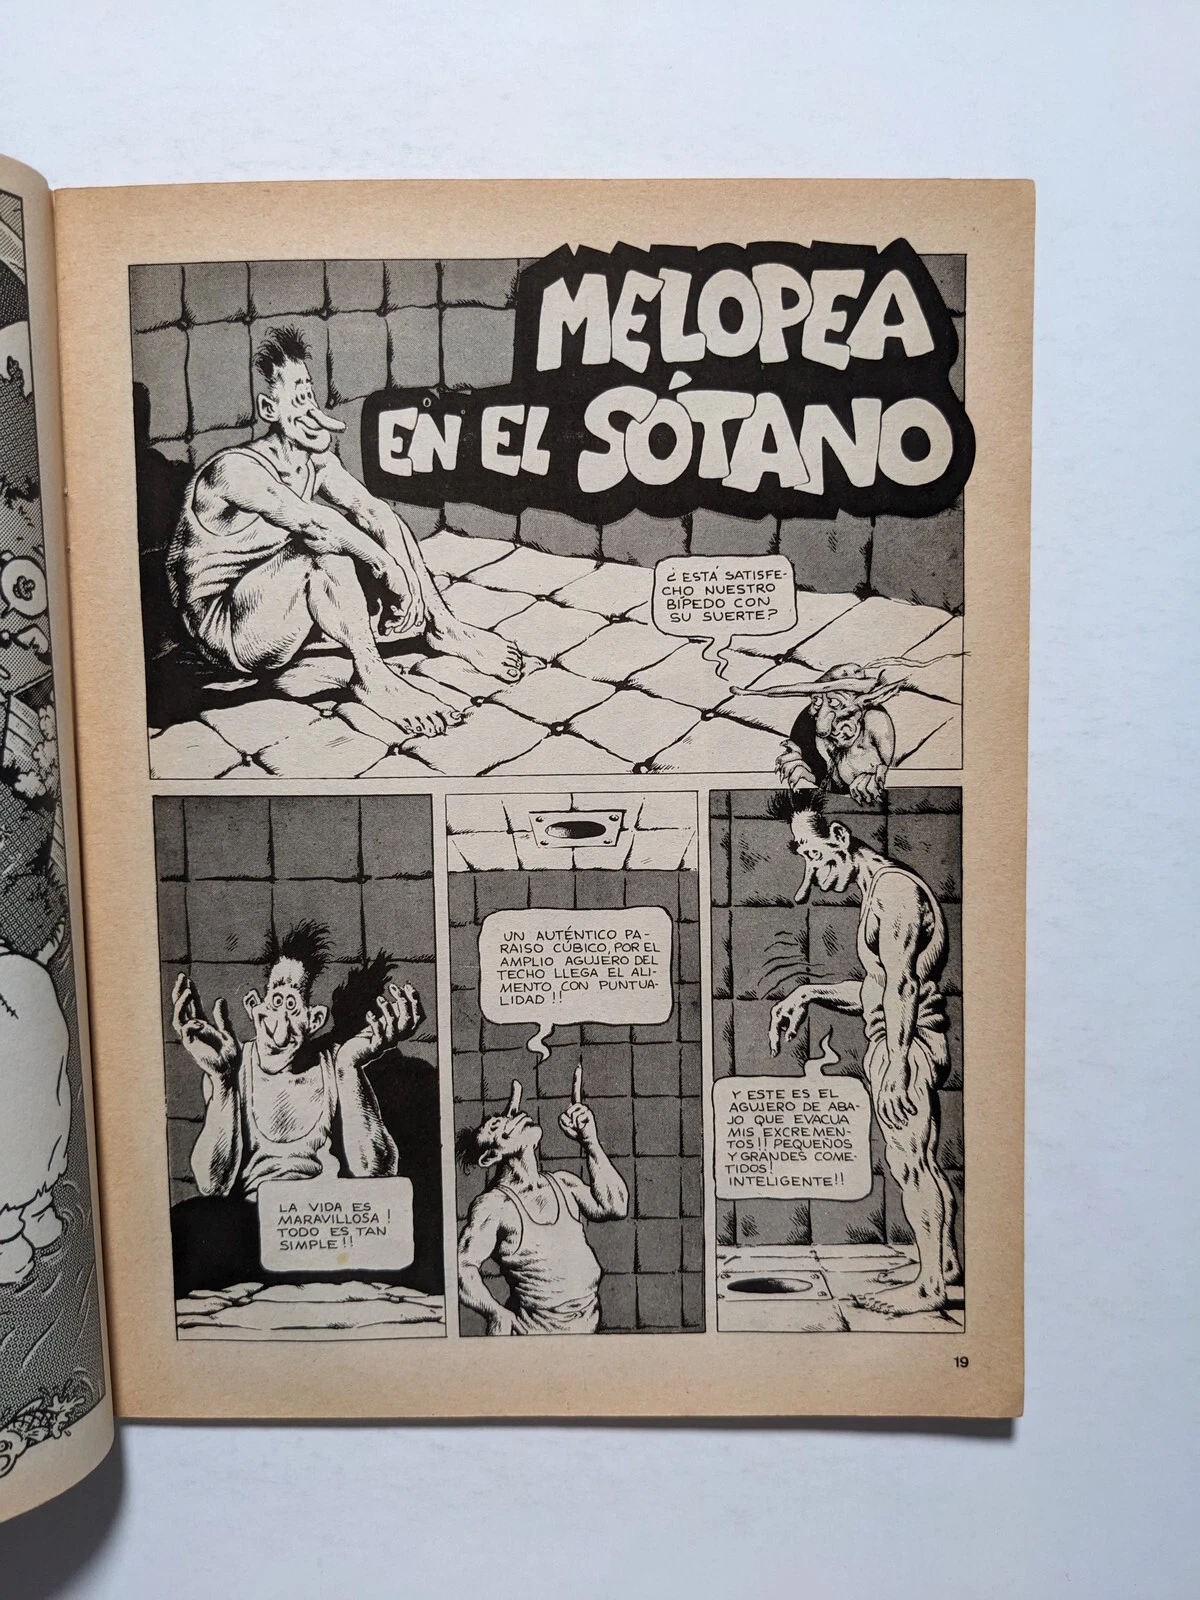 MELOPEA
EN EL SÓTANO
¿ESTÁ SATISFE-
CHO NUESTRO
BÍPEDO CON
SU SUERTE?
LA VIDA ES
MARAVILLOSA!
TODO ES TAN
SIMPLE!!
UN AUTÉNTICO PA-
RAISO CÚBICO, POR EL
AMPLIO AGUJERO DEL
TECHO LLEGA EL ALI-
MENTO CON PUNTUA-
LIDAD!!
Y ESTE ES EL
AGUJERO DE ABA-
JO QUE EVACUA
MIS EXCREMEN-
TOS!! PEQUEÑOS
Y GRANDES COME-
TIDOS!
INTELIGENTE!!
19